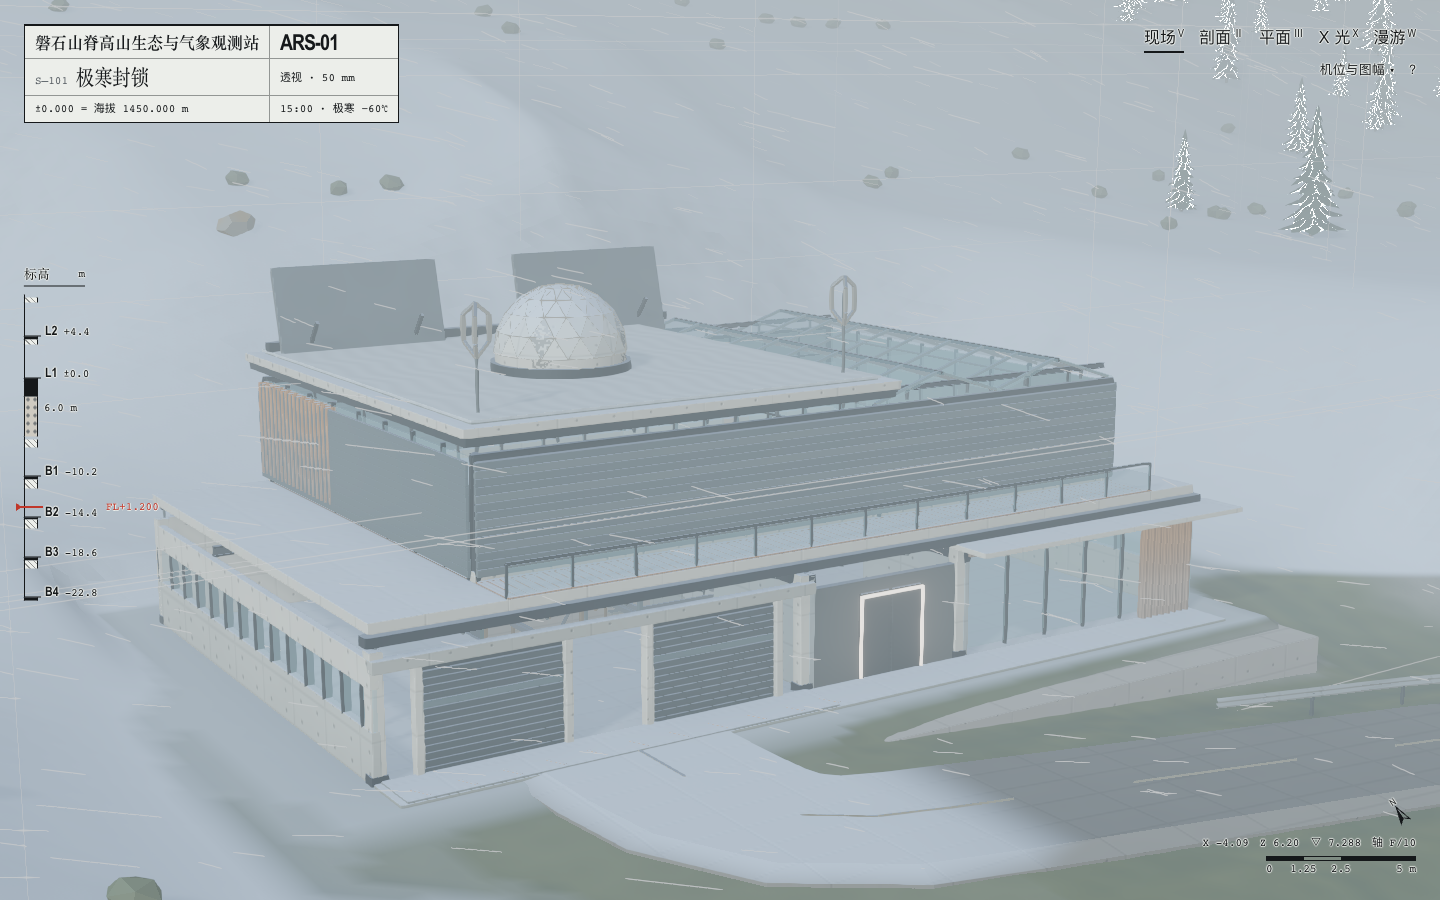 磐石山脊高山生态与气象观测站 ARS-01
S-101 极寒封锁 透视 · 50 mm
±0.000 = 海拔 1450.000 m 15:00 · 极寒 -60℃
现场V 剖面II 平面III X 光X 漫游W
机位与图幅 · ?
标高 m
L2 +4.4
L1 ±0.0
6.0 m
B1 -10.2
FL+1.200
B2 -14.4
B3 -18.6
B4 -22.8
N
X -4.09 Z 6.20 ▽ 7.288 轴 F/10
0 1.25 2.5 5 m